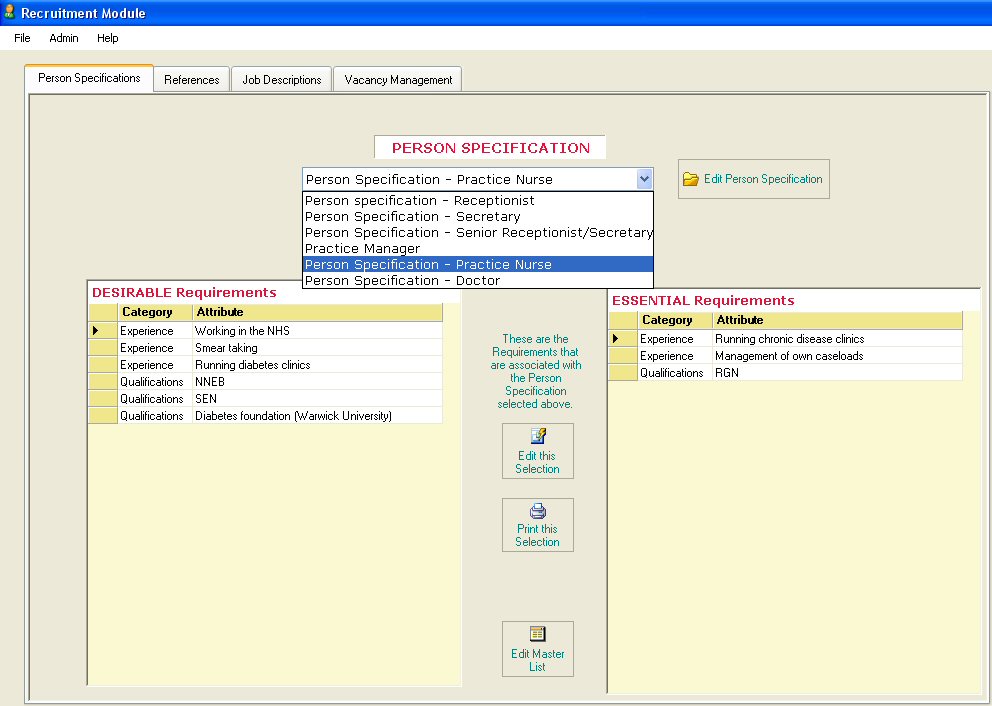 Recruitment Module
File Admin Help
Person Specifications References Job Descriptions Vacancy Management
PERSON SPECIFICATION
Person Specification - Practice Nurse
Edit Person Specification
Person specification - Receptionist
Person Specification - Secretary
Person Specification - Senior Receptionist/Secretary
Practice Manager
Person Specification - Practice Nurse
Person Specification - Doctor
DESIRABLE Requirements
Category Attribute
Experience Working in the NHS
Experience Smear taking
Experience Running diabetes clinics
Qualifications NNEB
Qualifications SEN
Qualifications Diabetes foundation (Warwick University)
These are the
Requirements that
are associated with
the Person
Specification
selected above.
Edit this
Selection
Print this
Selection
Edit Master
List
ESSENTIAL Requirements
Category Attribute
Experience Running chronic disease clinics
Experience Management of own caseloads
Qualifications RGN